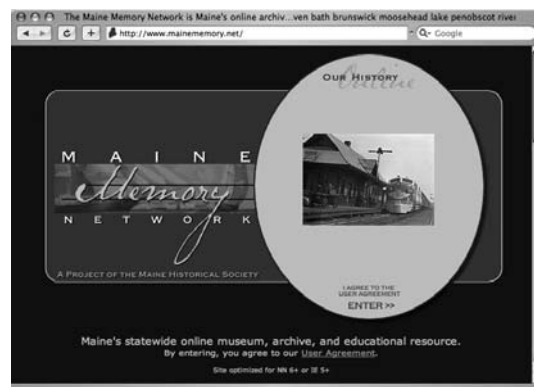 The Maine Memory Network is Maine's online archiv...ven bath brunswick moosehead lake penobscot river
http://www.mainememory.net/
Google
OUR HISTORY
Online
MAINE
Memory
NETWORK
A PROJECT OF THE MAINE HISTORICAL SOCIETY
I AGREE TO THE
USER AGREEMENT
ENTER >>
Maine's statewide online museum, archive, and educational resource.
By entering, you agree to our User Agreement.
Site optimized for NN 6+ or IE 5+